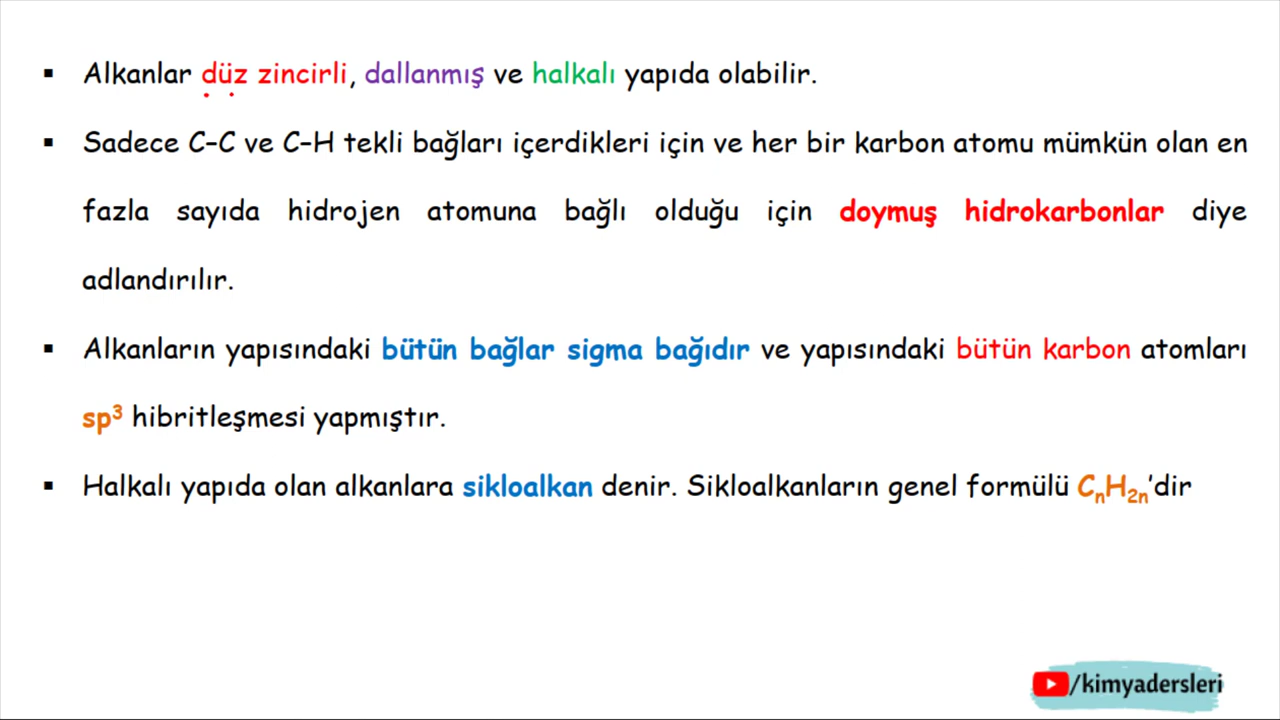 ▪ Alkanlar düz zincirli, dallanmış ve halkalı yapıda olabilir.
▪ Sadece C–C ve C–H tekli bağları içerdikleri için ve her bir karbon atomu mümkün olan en
fazla sayıda hidrojen atomuna bağlı olduğu için doymuş hidrokarbonlar diye
adlandırılır.
▪ Alkanların yapısındaki bütün bağlar sigma bağıdır ve yapısındaki bütün karbon atomları
sp³ hibritleşmesi yapmıştır.
▪ Halkalı yapıda olan alkanlara sikloalkan denir. Sikloalkanların genel formülü CₙH₂ₙ’dir
/kimyadersleri